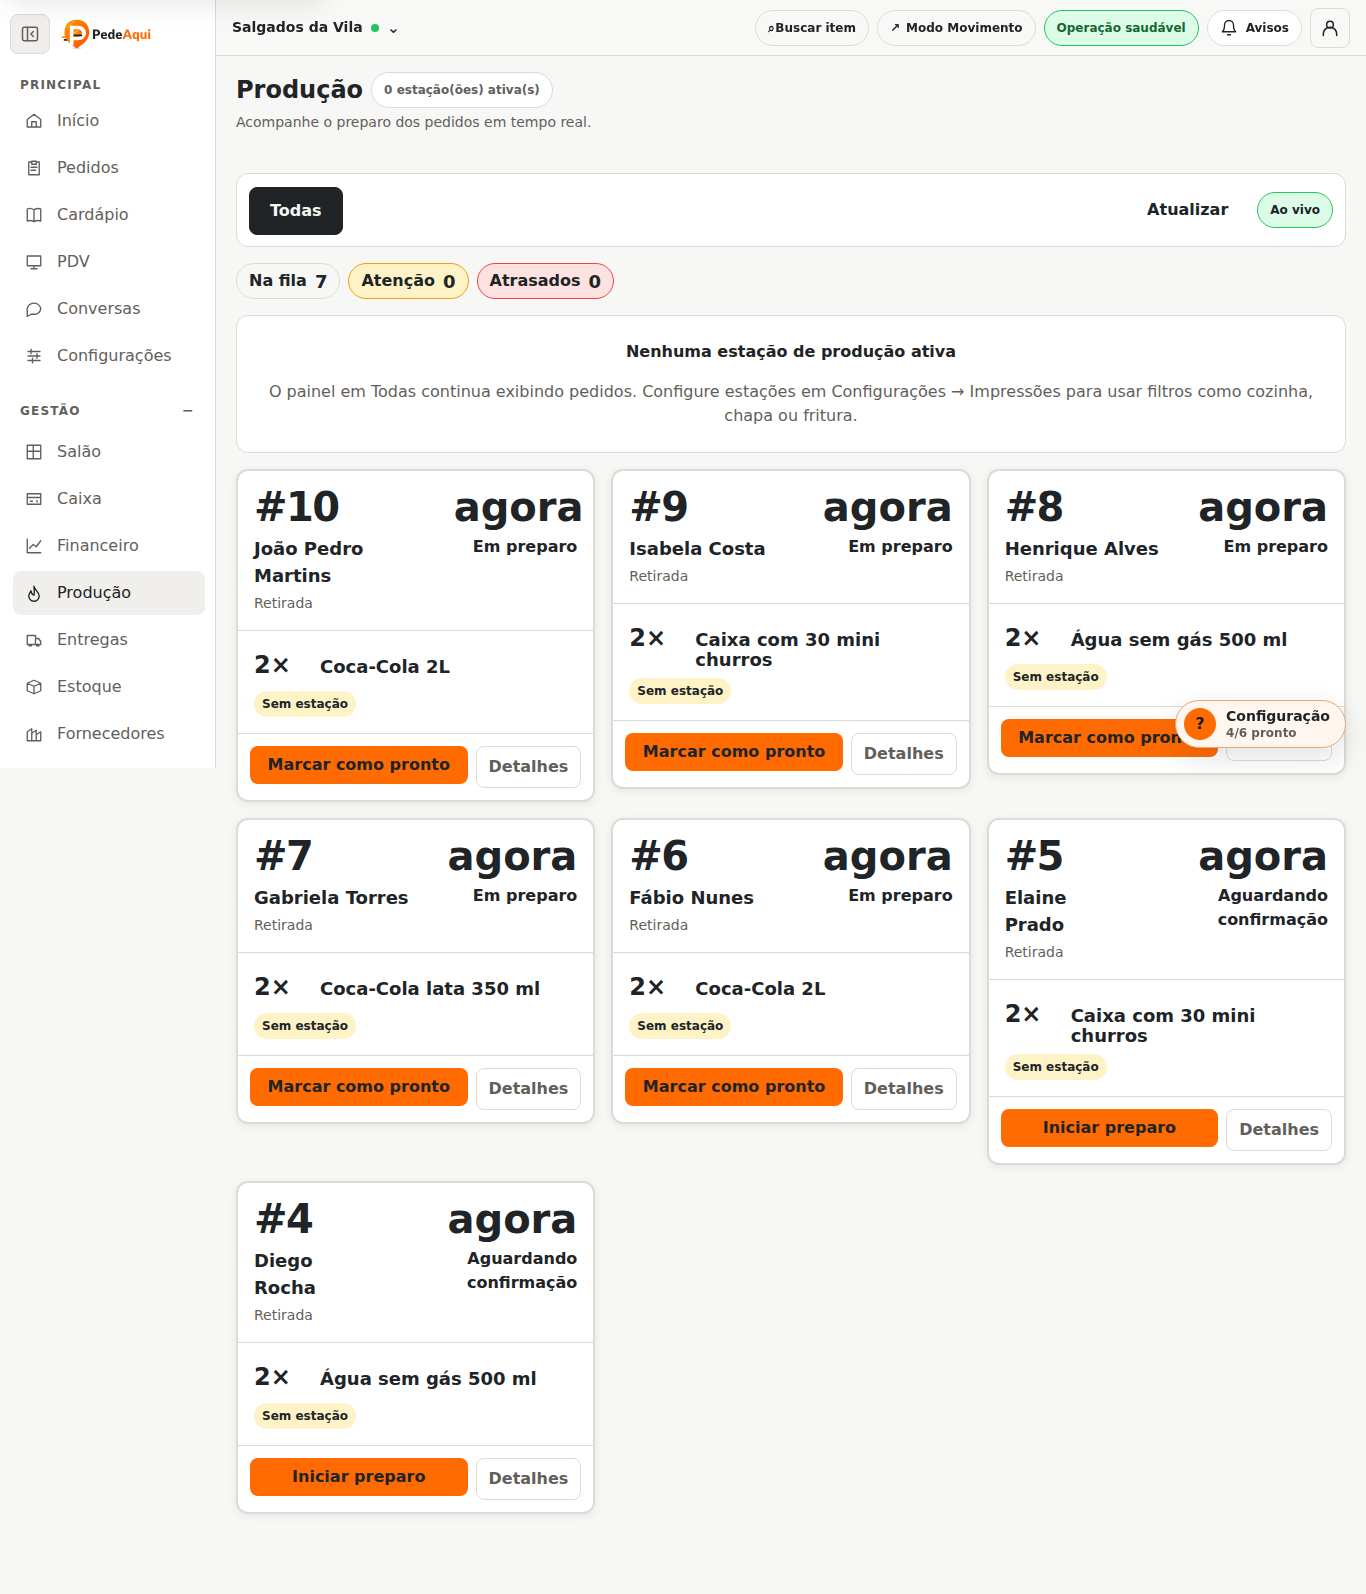 PedeAqui
PRINCIPAL
Início
Pedidos
Cardápio
PDV
Conversas
Configurações
GESTÃO −
Salão
Caixa
Financeiro
Produção
Entregas
Estoque
Fornecedores
Salgados da Vila
Buscar item
↗ Modo Movimento
Operação saudável
Avisos
Produção
0 estação(ões) ativa(s)
Acompanhe o preparo dos pedidos em tempo real.
Todas
Atualizar
Ao vivo
Na fila 7
Atenção 0
Atrasados 0
Nenhuma estação de produção ativa
O painel em Todas continua exibindo pedidos. Configure estações em Configurações → Impressões para usar filtros como cozinha,
chapa ou fritura.
#10 agora
João Pedro Em preparo
Martins
Retirada
2× Coca-Cola 2L
Sem estação
Marcar como pronto Detalhes
#9 agora
Isabela Costa Em preparo
Retirada
2× Caixa com 30 mini
churros
Sem estação
Marcar como pronto Detalhes
#8 agora
Henrique Alves Em preparo
Retirada
2× Água sem gás 500 ml
Sem estação
Marcar como pron
? Configuração
4/6 pronto
#7 agora
Gabriela Torres Em preparo
Retirada
2× Coca-Cola lata 350 ml
Sem estação
Marcar como pronto Detalhes
#6 agora
Fábio Nunes Em preparo
Retirada
2× Coca-Cola 2L
Sem estação
Marcar como pronto Detalhes
#5 agora
Elaine Aguardando
Prado confirmação
Retirada
2× Caixa com 30 mini
churros
Sem estação
Iniciar preparo Detalhes
#4 agora
Diego Aguardando
Rocha confirmação
Retirada
2× Água sem gás 500 ml
Sem estação
Iniciar preparo Detalhes